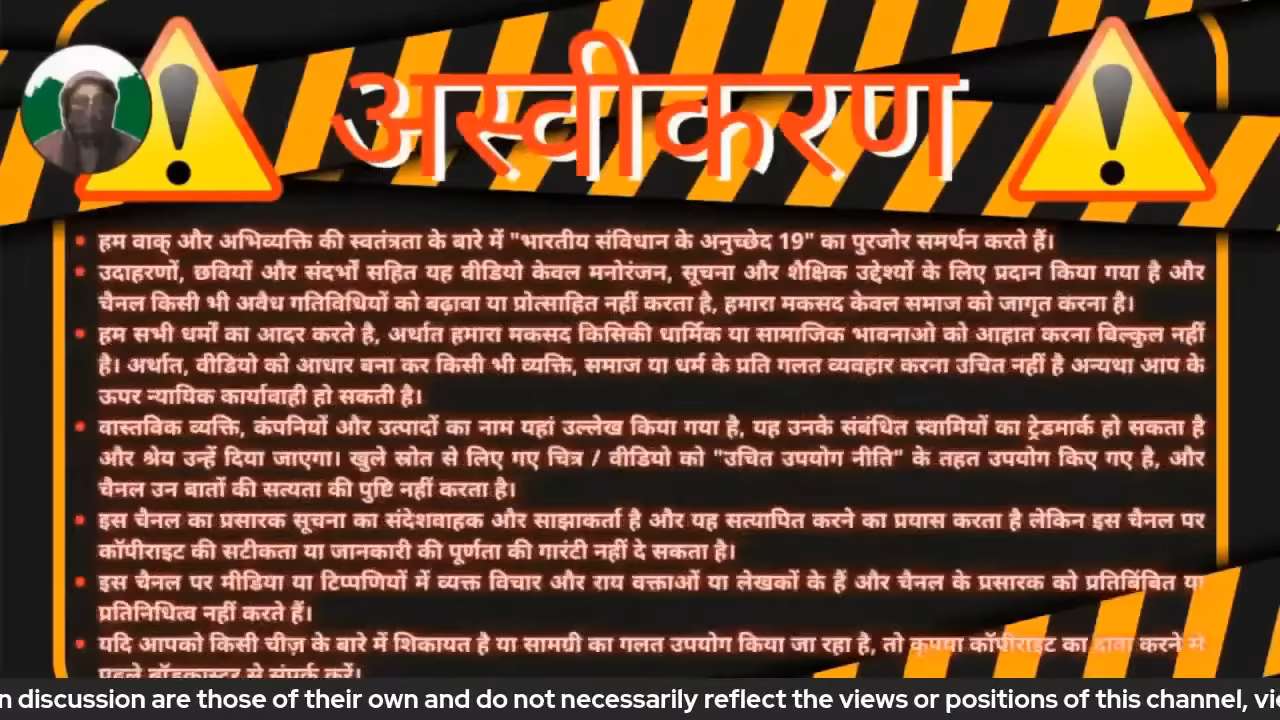 अस्वीकरण
हम वाक् और अभिव्यक्ति की स्वतंत्रता के बारे में "भारतीय संविधान के अनुच्छेद 19" का पुरजोर समर्थन करते हैं।
उदाहरणों, छवियों और संदर्भों सहित यह वीडियो केवल मनोरंजन, सूचना और शैक्षिक उद्देश्यों के लिए प्रदान किया गया है और
चैनल किसी भी अवैध गतिविधियों को बढ़ावा या प्रोत्साहित नहीं करता है, हमारा मकसद केवल समाज को जागृत करना है।
हम सभी धर्मों का आदर करते है, अर्थात हमारा मकसद किसिकी धार्मिक या सामाजिक भावनाओ को आहात करना बिल्कुल नहीं
है। अर्थात, वीडियो को आधार बना कर किसी भी व्यक्ति, समाज या धर्म के प्रति गलत व्यवहार करना उचित नहीं है अन्यथा आप के
ऊपर न्यायिक कार्यावाही हो सकती है।
वास्तविक व्यक्ति, कंपनियों और उत्पादों का नाम यहां उल्लेख किया गया है, यह उनके संबंधित स्वामियों का ट्रेडमार्क हो सकता है
और श्रेय उन्हें दिया जाएगा। खुले स्रोत से लिए गए चित्र / वीडियो को "उचित उपयोग नीति" के तहत उपयोग किए गए है, और
चैनल उन बातों की सत्यता की पुष्टि नहीं करता है।
इस चैनल का प्रसारक सूचना का संदेशवाहक और साझाकर्ता है और यह सत्यापित करने का प्रयास करता है लेकिन इस चैनल पर
कॉपीराइट की सटीकता या जानकारी की पूर्णता की गारंटी नहीं दे सकता है।
इस चैनल पर मीडिया या टिप्पणियों में व्यक्त विचार और राय वक्ताओं या लेखकों के हैं और चैनल के प्रसारक को प्रतिबिंबित या
प्रतिनिधित्व नहीं करते हैं।
यदि आपको किसी चीज़ के बारे में शिकायत है या सामग्री का गलत उपयोग किया जा रहा है, तो कृपया कॉपीराइट का दावा करने से
पहले ब्रॉडकास्टर से संपर्क करें।
n discussion are those of their own and do not necessarily reflect the views or positions of this channel, vi